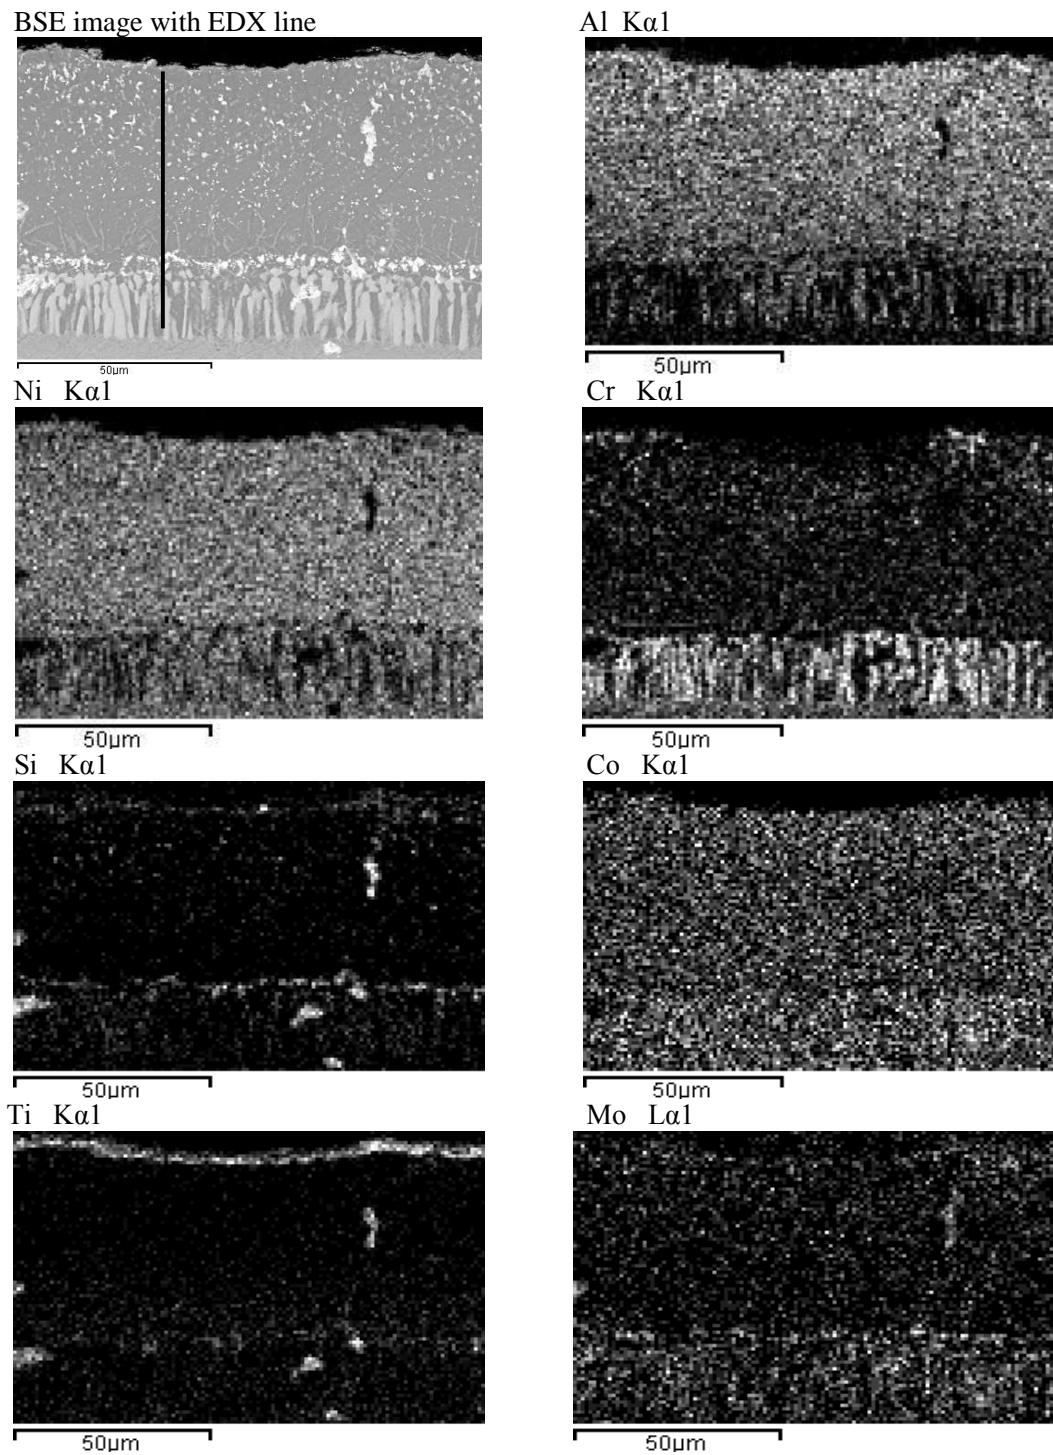 BSE image with EDX line
Al Kα1
50µm
50µm
Ni Kα1
Cr Kα1
50µm
50µm
Si Kα1
Co Kα1
50µm
50µm
Ti Kα1
Mo Lα1
50µm
50µm